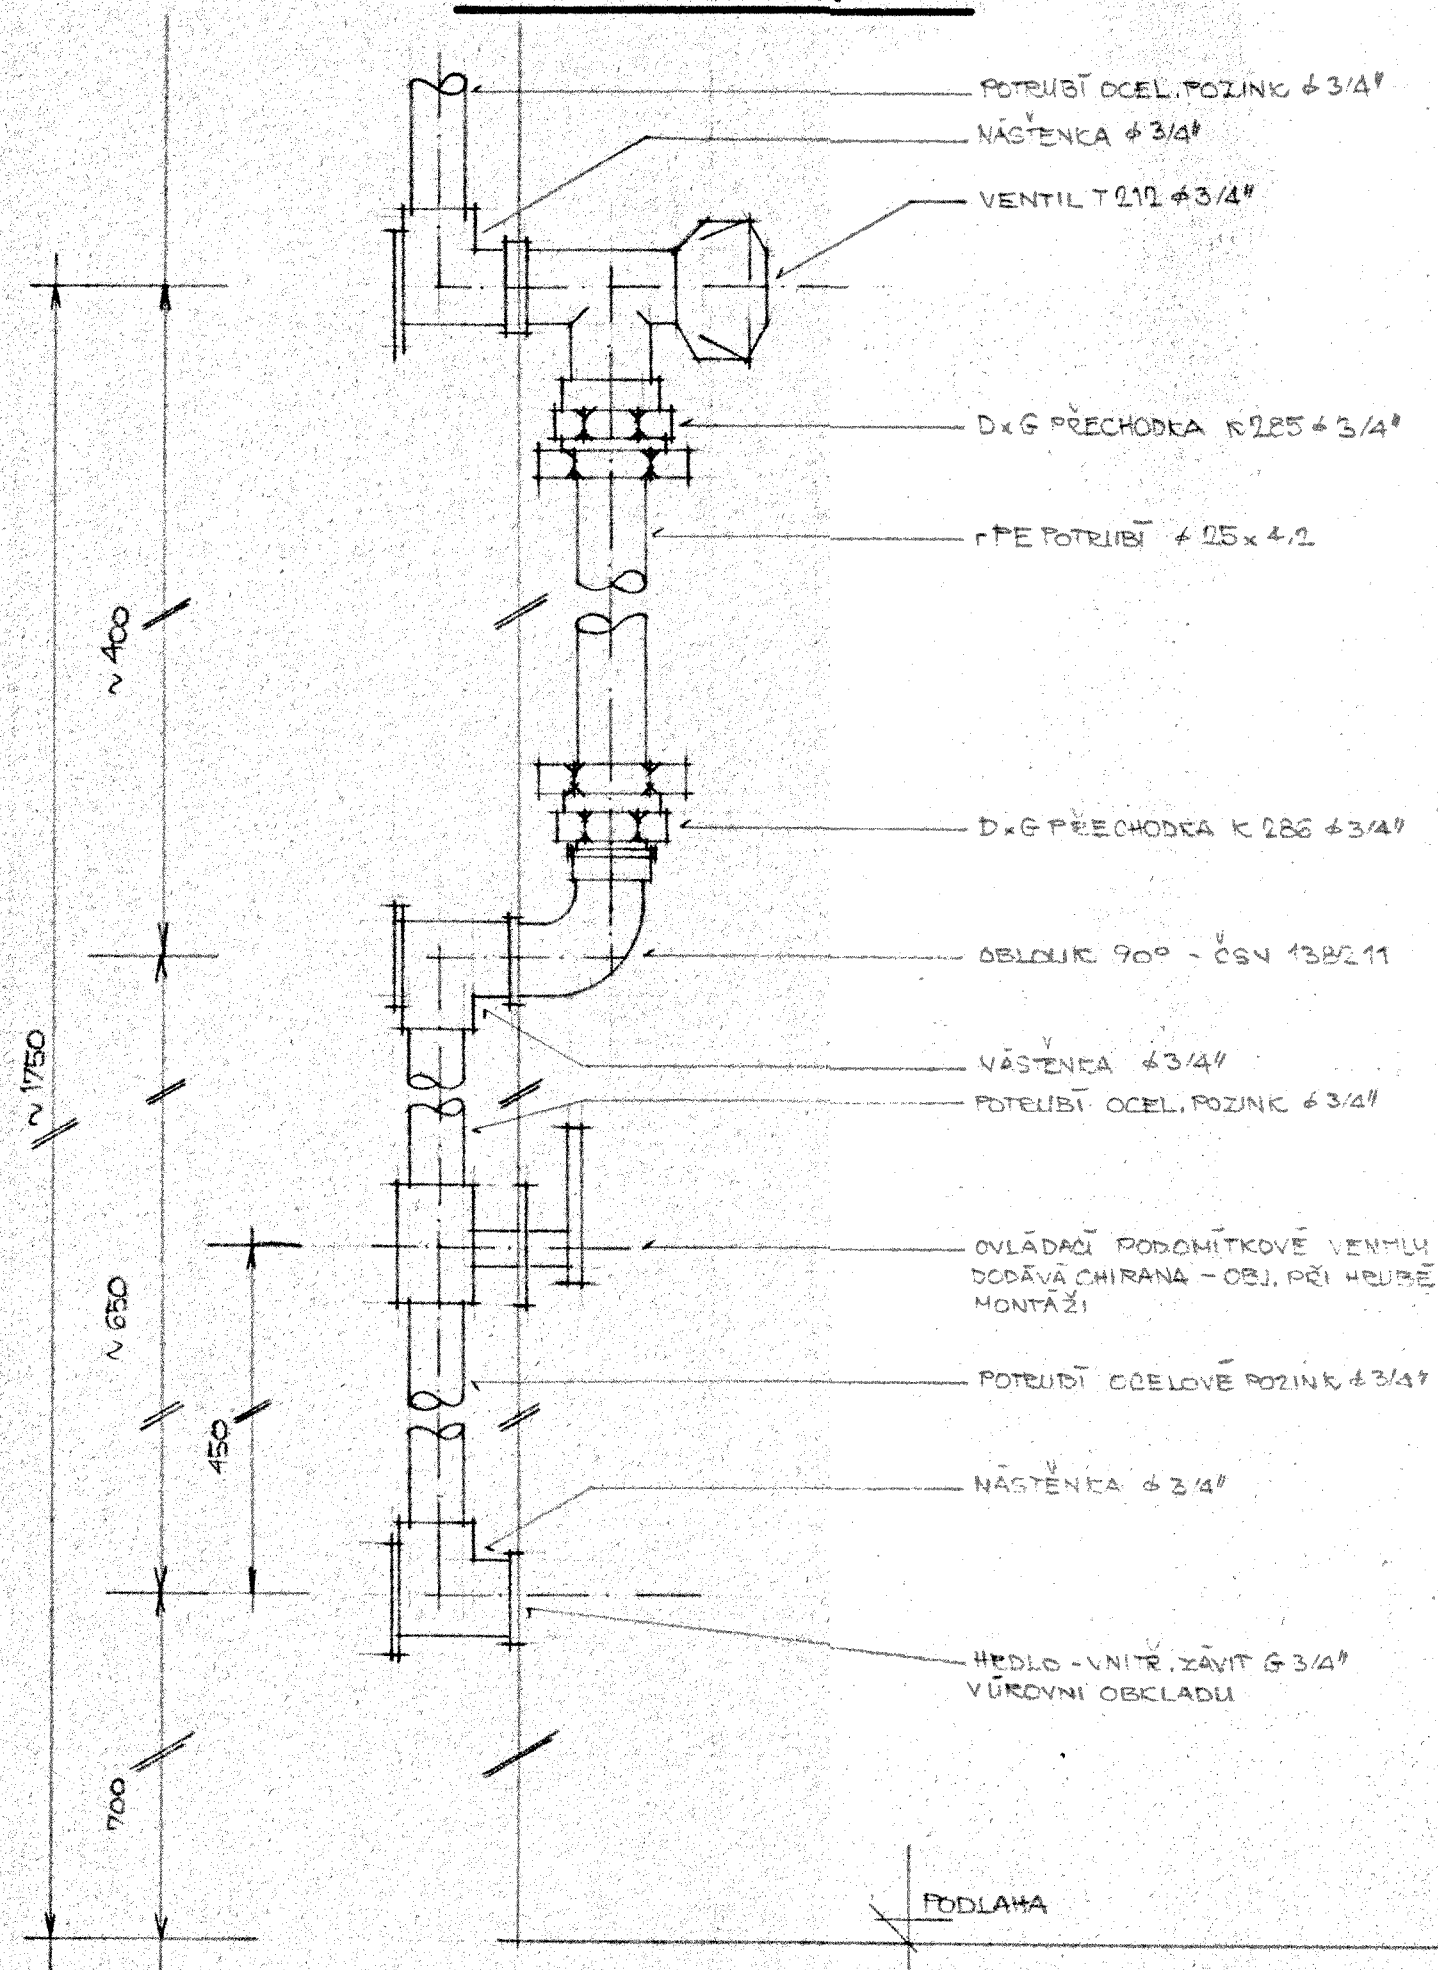 POTRUBÍ OCEL. POZINK ϕ 3/4"
NÁSTĚNKA ϕ 3/4"
VENTIL T 212 ϕ 3/4"
D×G PŘECHODKA K 285 ϕ 3/4"
rPE POTRUBÍ ϕ 25 x 4,2
~ 400
D×G PŘECHODKA K 286 ϕ 3/4"
OBLOUK 90° - ČSN 138211
~ 1750
NÁSTĚNKA ϕ 3/4"
POTRUBÍ OCEL. POZINK ϕ 3/4"
OVLÁDACÍ PODOMÍTKOVÉ VENTILY
DODÁVÁ CHIRANA - OBJ. PŘI HRUBÉ
MONTÁŽI
~ 650
POTRUBÍ OCELOVÉ POZINK ϕ 3/4"
450
NÁSTĚNKA ϕ 3/4"
HRDLO - VNITŘ. ZÁVIT G 3/4"
V ÚROVNI OBKLADU
700
PODLAHA